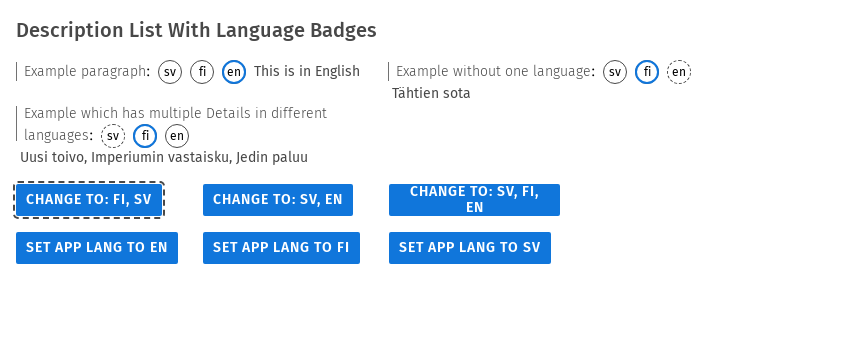 Description List With Language Badges
Example paragraph: sv fi en This is in English
Example without one language: sv fi en
Tähtien sota
Example which has multiple Details in different
languages: sv fi en
Uusi toivo, Imperiumin vastaisku, Jedin paluu
CHANGE TO: FI, SV
CHANGE TO: SV, EN
CHANGE TO: SV, FI,
EN
SET APP LANG TO EN
SET APP LANG TO FI
SET APP LANG TO SV